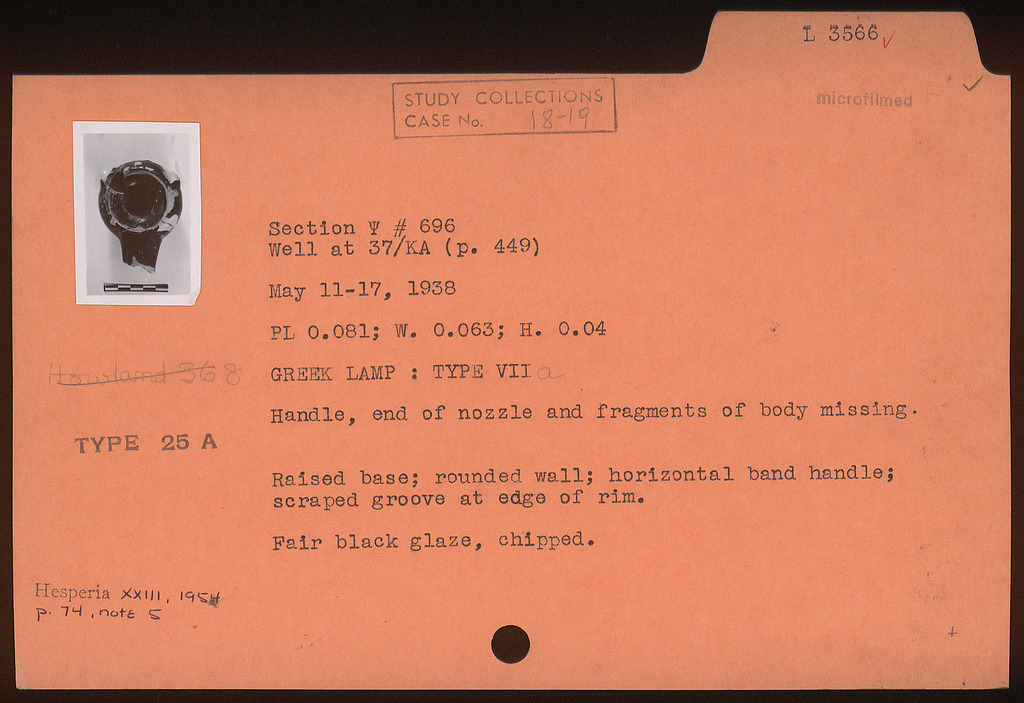 L 3566
microfilmed
STUDY COLLECTIONS
CASE No. 18-19
Section Ψ # 696
Well at 37/KA (p. 449)
May 11-17, 1938
PL 0.081; W. 0.063; H. 0.04
Howland 368
GREEK LAMP : TYPE VII a
Handle, end of nozzle and fragments of body missing.
TYPE 25 A
Raised base; rounded wall; horizontal band handle;
scraped groove at edge of rim.
Fair black glaze, chipped.
Hesperia XXIII, 1954
p. 74, note 5